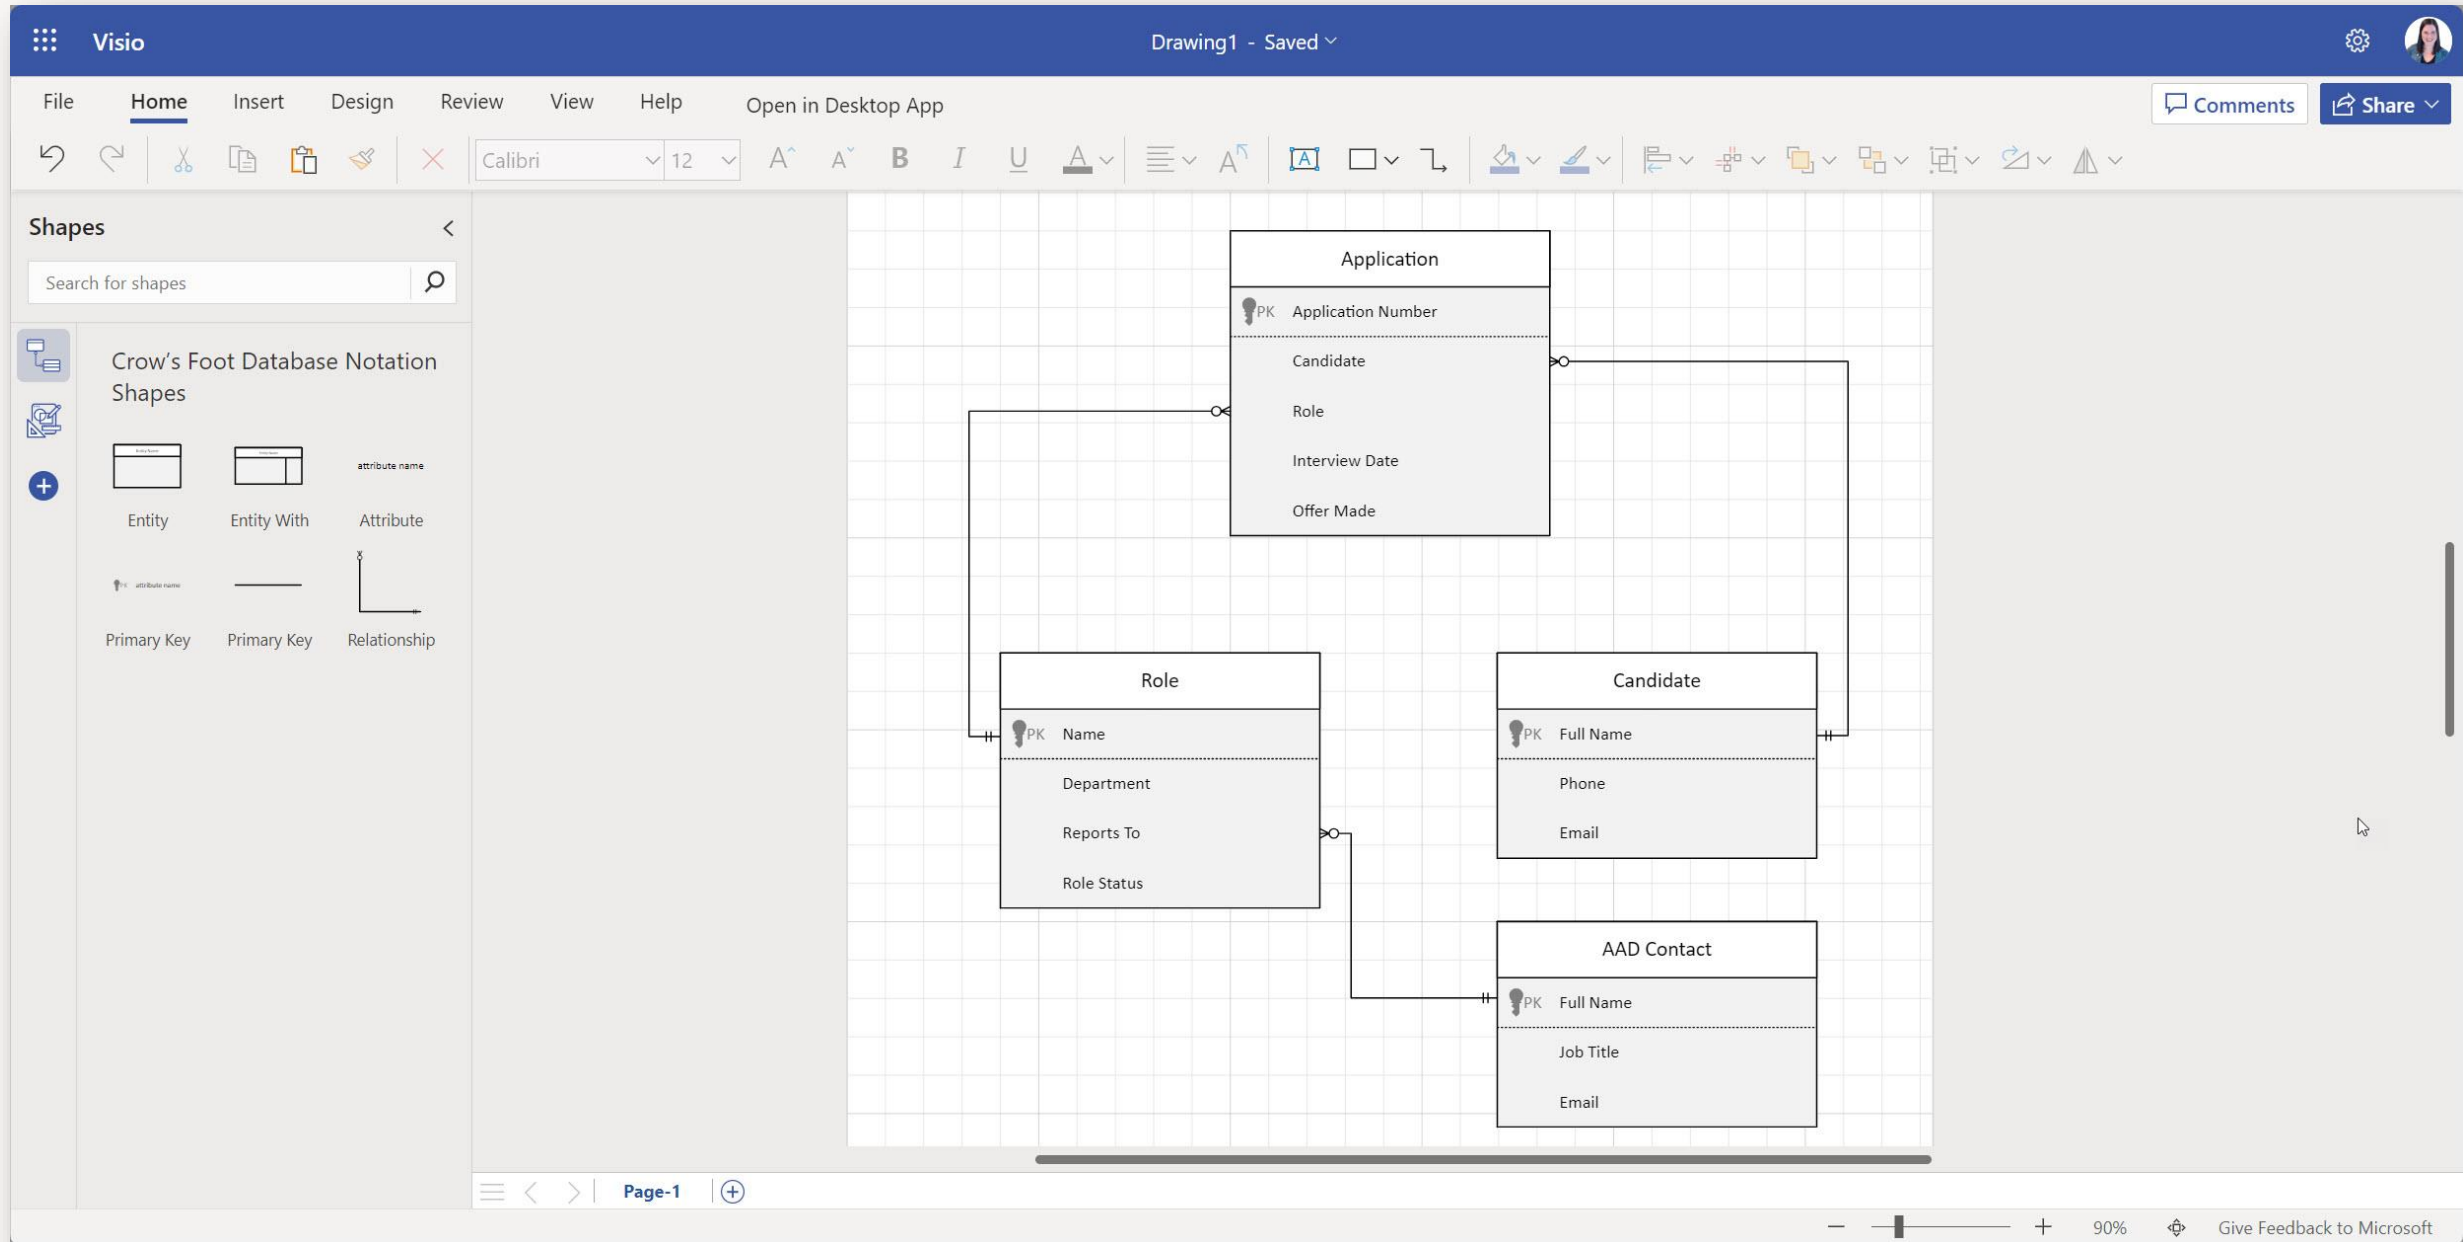 Visio
Drawing1 - Saved
File Home Insert Design Review View Help Open in Desktop App
Comments Share
Calibri 12
Shapes
Search for shapes
Crow's Foot Database Notation
Shapes
attribute name
Entity Entity With Attribute
PK attribute name
Primary Key Primary Key Relationship
Application
PK Application Number
Candidate
Role
Interview Date
Offer Made
Role
PK Name
Department
Reports To
Role Status
Candidate
PK Full Name
Phone
Email
AAD Contact
PK Full Name
Job Title
Email
Page-1
90% Give Feedback to Microsoft